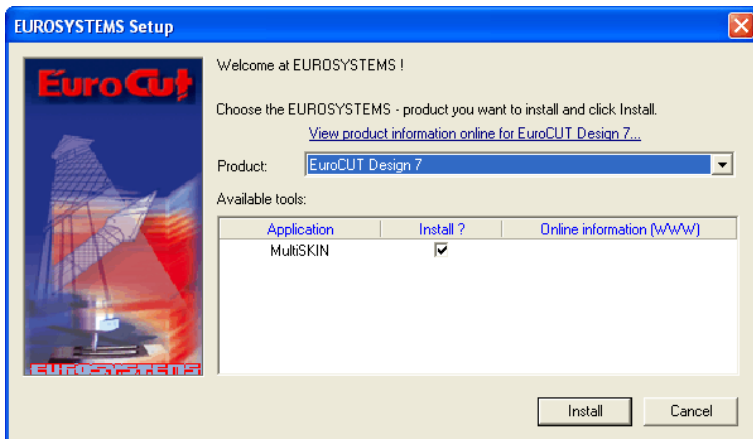 EUROSYSTEMS Setup
EuroCut
Welcome at EUROSYSTEMS !
Choose the EUROSYSTEMS - product you want to install and click Install.
View product information online for EuroCUT Design 7...
Product: EuroCUT Design 7
Available tools:
Application Install ? Online information (WWW)
MultiSKIN
EUROSYSTEMS
Install Cancel